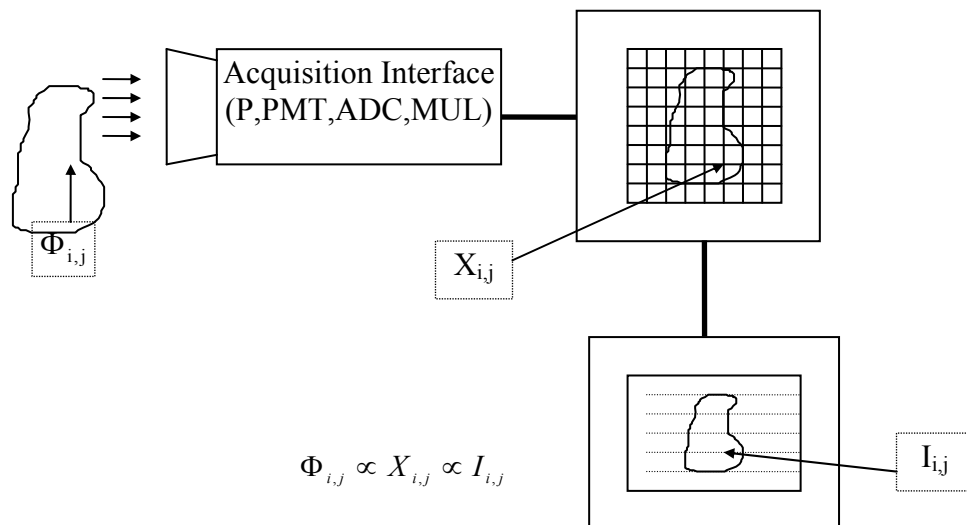 Acquisition Interface
(P,PMT,ADC,MUL)
Φi,j
Xi,j
Φi,j ∝ Xi,j ∝ Ii,j
Ii,j